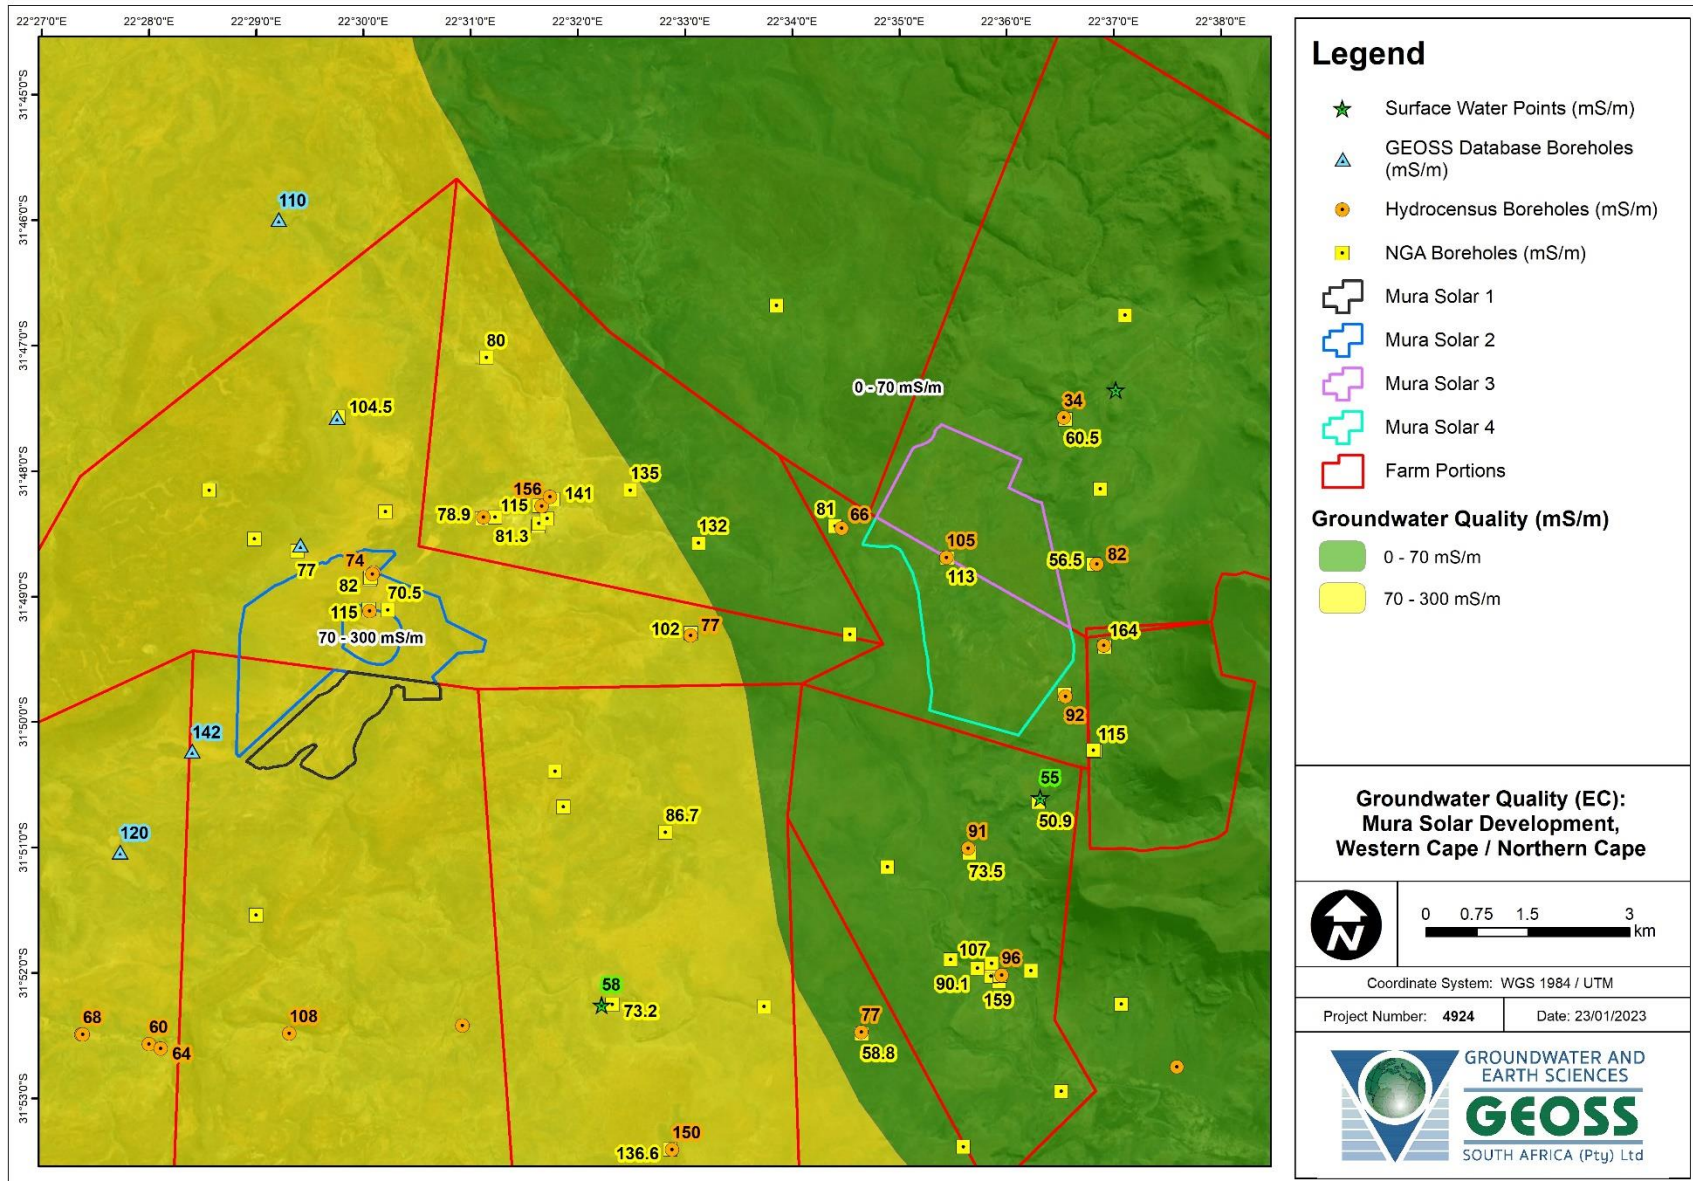 22°27'0"E 22°28'0"E 22°29'0"E 22°30'0"E 22°31'0"E 22°32'0"E 22°33'0"E 22°34'0"E 22°35'0"E 22°36'0"E 22°37'0"E 22°38'0"E
31°45'0"S
31°46'0"S
31°47'0"S
31°48'0"S
31°49'0"S
31°50'0"S
31°51'0"S
31°52'0"S
31°53'0"S
110
80
0 - 70 mS/m
104.5
34
60.5
135
156
141
115
78.9
81.3
132
81
66
105
113
56.5
82
77
74
82
70.5
115
70 - 300 mS/m
102
77
164
92
142
115
55
50.9
86.7
120
91
73.5
107
96
90.1
159
58
73.2
68
60
64
108
77
58.8
150
136.6
Legend
Surface Water Points (mS/m)
GEOSS Database Boreholes
(mS/m)
Hydrocensus Boreholes (mS/m)
NGA Boreholes (mS/m)
Mura Solar 1
Mura Solar 2
Mura Solar 3
Mura Solar 4
Farm Portions
Groundwater Quality (mS/m)
0 - 70 mS/m
70 - 300 mS/m
Groundwater Quality (EC):
Mura Solar Development,
Western Cape / Northern Cape
N
0 0.75 1.5 3
km
Coordinate System: WGS 1984 / UTM
Project Number: 4924 Date: 23/01/2023
GROUNDWATER AND
EARTH SCIENCES
GEOSS
SOUTH AFRICA (Pty) Ltd